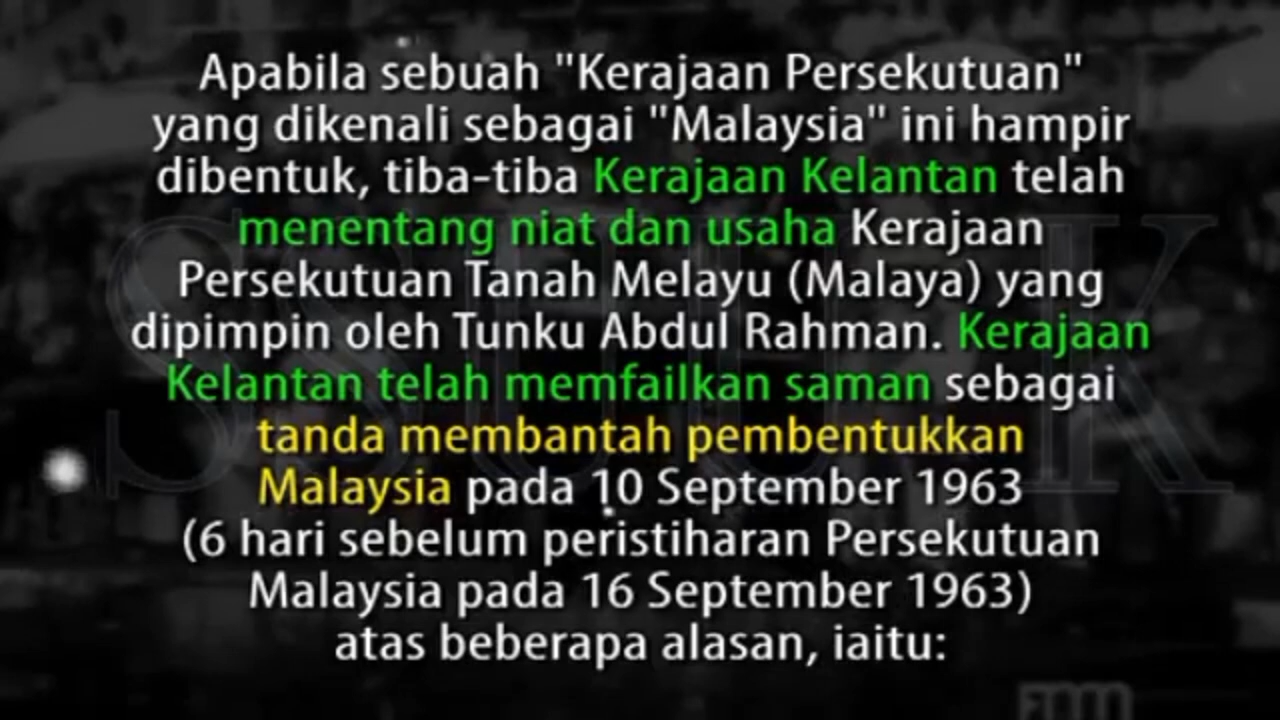 Apabila sebuah "Kerajaan Persekutuan"
yang dikenali sebagai "Malaysia" ini hampir
dibentuk, tiba-tiba Kerajaan Kelantan telah
menentang niat dan usaha Kerajaan
Persekutuan Tanah Melayu (Malaya) yang
dipimpin oleh Tunku Abdul Rahman. Kerajaan
Kelantan telah memfailkan saman sebagai
tanda membantah pembentukkan
Malaysia pada 10 September 1963
(6 hari sebelum peristiharan Persekutuan
Malaysia pada 16 September 1963)
atas beberapa alasan, iaitu: